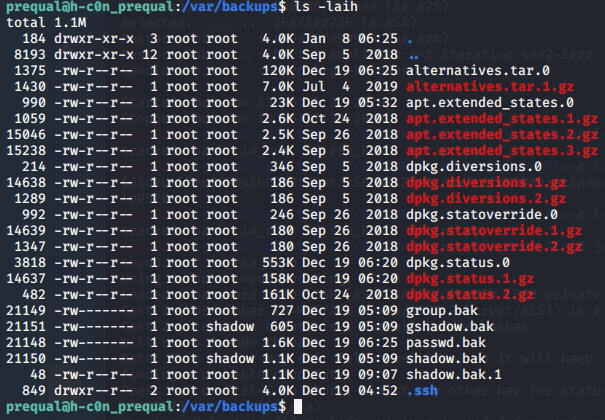 prequal@h-c0n_prequal:/var/backups$ ls -laih
total 1.1M
184 drwxr-xr-x 3 root root 4.0K Jan 8 06:25 .
8193 drwxr-xr-x 12 root root 4.0K Sep 5 2018 ..
1375 -rw-r--r-- 1 root root 120K Dec 19 06:25 alternatives.tar.0
1430 -rw-r--r-- 1 root root 7.0K Jul 4 2019 alternatives.tar.1.gz
990 -rw-r--r-- 1 root root 23K Dec 19 05:32 apt.extended_states.0
1059 -rw-r--r-- 1 root root 2.6K Oct 24 2018 apt.extended_states.1.gz
15046 -rw-r--r-- 1 root root 2.5K Sep 26 2018 apt.extended_states.2.gz
15238 -rw-r--r-- 1 root root 2.4K Sep 5 2018 apt.extended_states.3.gz
214 -rw-r--r-- 1 root root 346 Sep 5 2018 dpkg.diversions.0
14638 -rw-r--r-- 1 root root 186 Sep 5 2018 dpkg.diversions.1.gz
1289 -rw-r--r-- 1 root root 186 Sep 5 2018 dpkg.diversions.2.gz
992 -rw-r--r-- 1 root root 246 Sep 26 2018 dpkg.statoverride.0
14639 -rw-r--r-- 1 root root 180 Sep 26 2018 dpkg.statoverride.1.gz
1347 -rw-r--r-- 1 root root 180 Sep 26 2018 dpkg.statoverride.2.gz
3818 -rw-r--r-- 1 root root 553K Dec 19 06:20 dpkg.status.0
14637 -rw-r--r-- 1 root root 158K Dec 19 06:20 dpkg.status.1.gz
482 -rw-r--r-- 1 root root 161K Oct 24 2018 dpkg.status.2.gz
21149 -rw------- 1 root root 727 Dec 19 05:09 group.bak
21151 -rw------- 1 root shadow 605 Dec 19 05:09 gshadow.bak
21148 -rw------- 1 root root 1.6K Dec 19 06:25 passwd.bak
21150 -rw------- 1 root shadow 1.1K Dec 19 05:09 shadow.bak
48 -rw-r--r-- 1 root root 1.1K Dec 19 09:07 shadow.bak.1
849 drwxr--r-- 2 root root 4.0K Dec 19 04:52 .ssh
prequal@h-c0n_prequal:/var/backups$